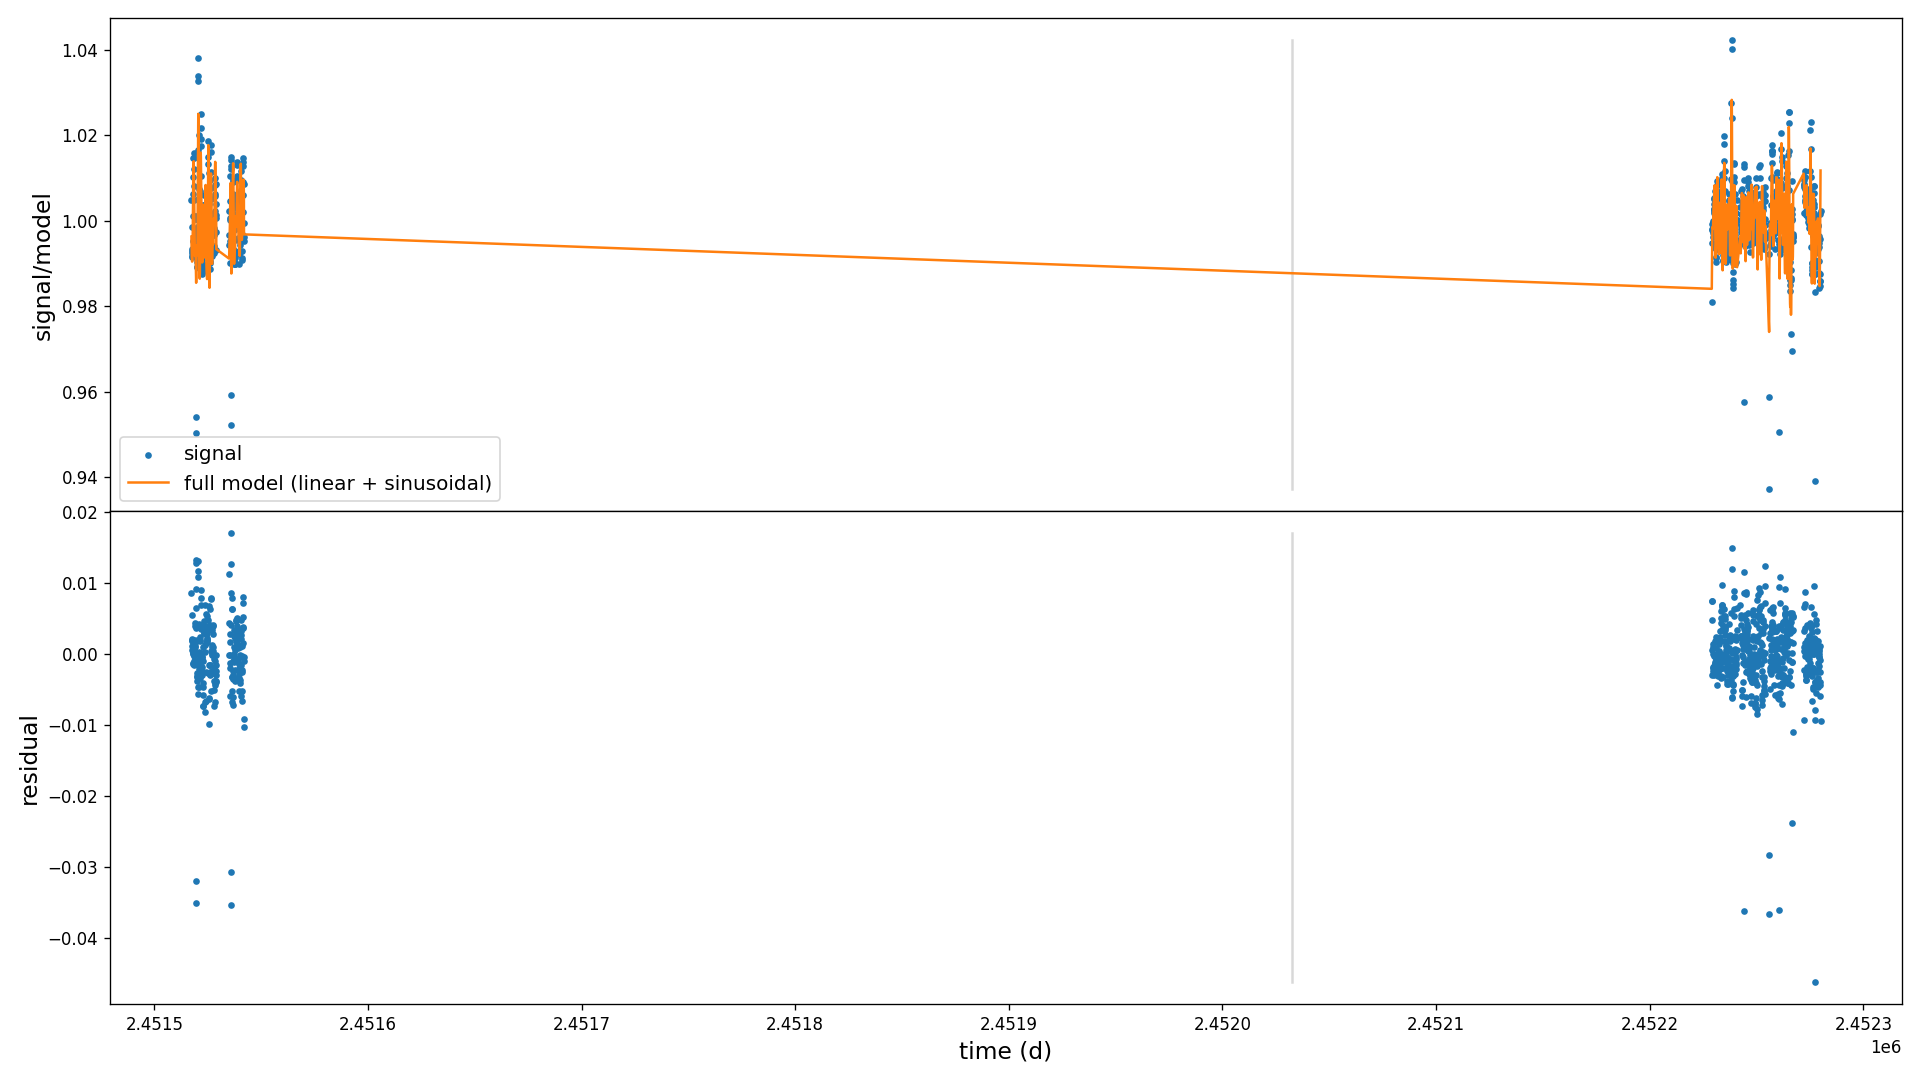 1.04
1.02
1.00
0.98
0.96
0.94
signal/model
signal
full model (linear + sinusoidal)
0.02
0.01
0.00
−0.01
−0.02
−0.03
−0.04
residual
2.4515 2.4516 2.4517 2.4518 2.4519 2.4520 2.4521 2.4522 2.4523
1e6
time (d)